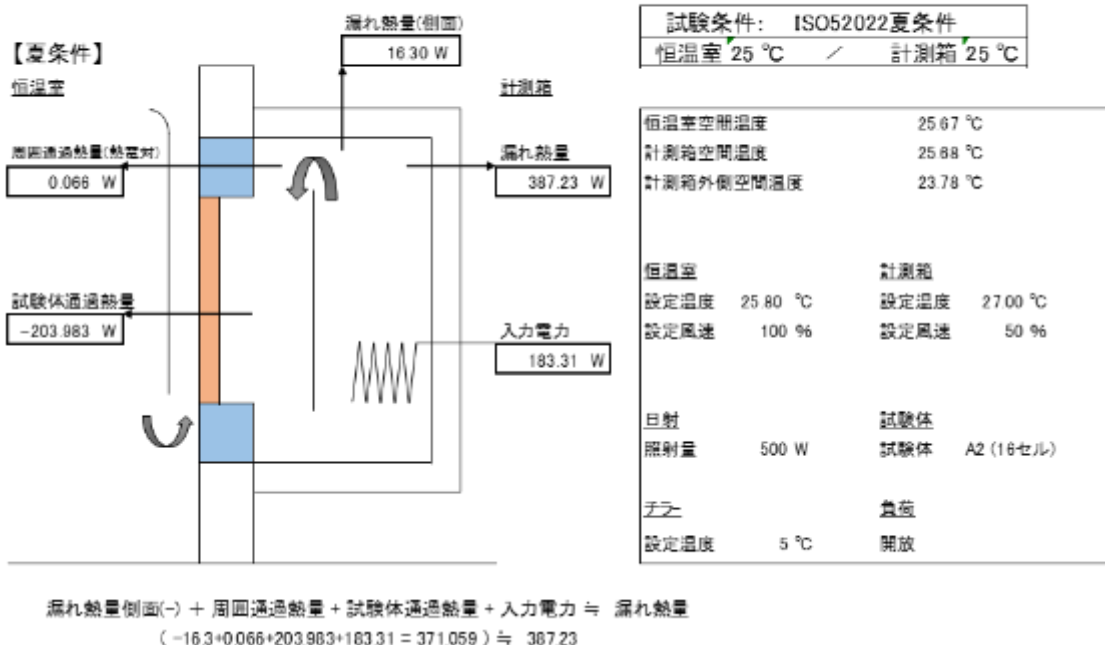 漏れ熱量(側面)
16.30 W
【夏条件】
恒温室
計測箱
周囲通過熱量(熱電対)
0.066 W
漏れ熱量
387.23 W
試験体通過熱量
-203.983 W
入力電力
183.31 W
試験条件: ISO52022夏条件
恒温室 25 ℃ / 計測箱 25 ℃
恒温室空間温度 25.67 ℃
計測箱空間温度 25.68 ℃
計測箱外側空間温度 23.78 ℃
恒温室 計測箱
設定温度 25.80 ℃ 設定温度 27.00 ℃
設定風速 100 % 設定風速 50 %
日射 試験体
照射量 500 W 試験体 A2 (16セル)
チラー 負荷
設定温度 5 ℃ 開放
漏れ熱量側面(-) + 周囲通過熱量 + 試験体通過熱量 + 入力電力 ≒ 漏れ熱量
( -16.3+0.066+203.983+183.31 = 371.059 ) ≒ 387.23